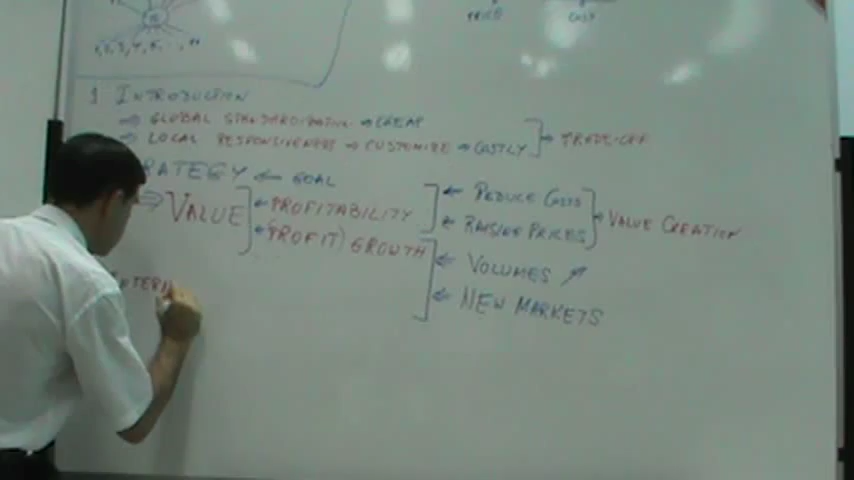 1 INTRODUCTION
⇒ GLOBAL STANDARDIZATION → CHEAP
⇒ LOCAL RESPONSIVENESS → CUSTOMIZE → COSTLY
→ TRADE-OFF
RATEGY ← GOAL
⇒ VALUE
← PROFITABILITY
← REDUCE COSTS
← RAISING PRICES
← VALUE CREATION
← (PROFIT) GROWTH
← VOLUMES ↗
← NEW MARKETS
COST